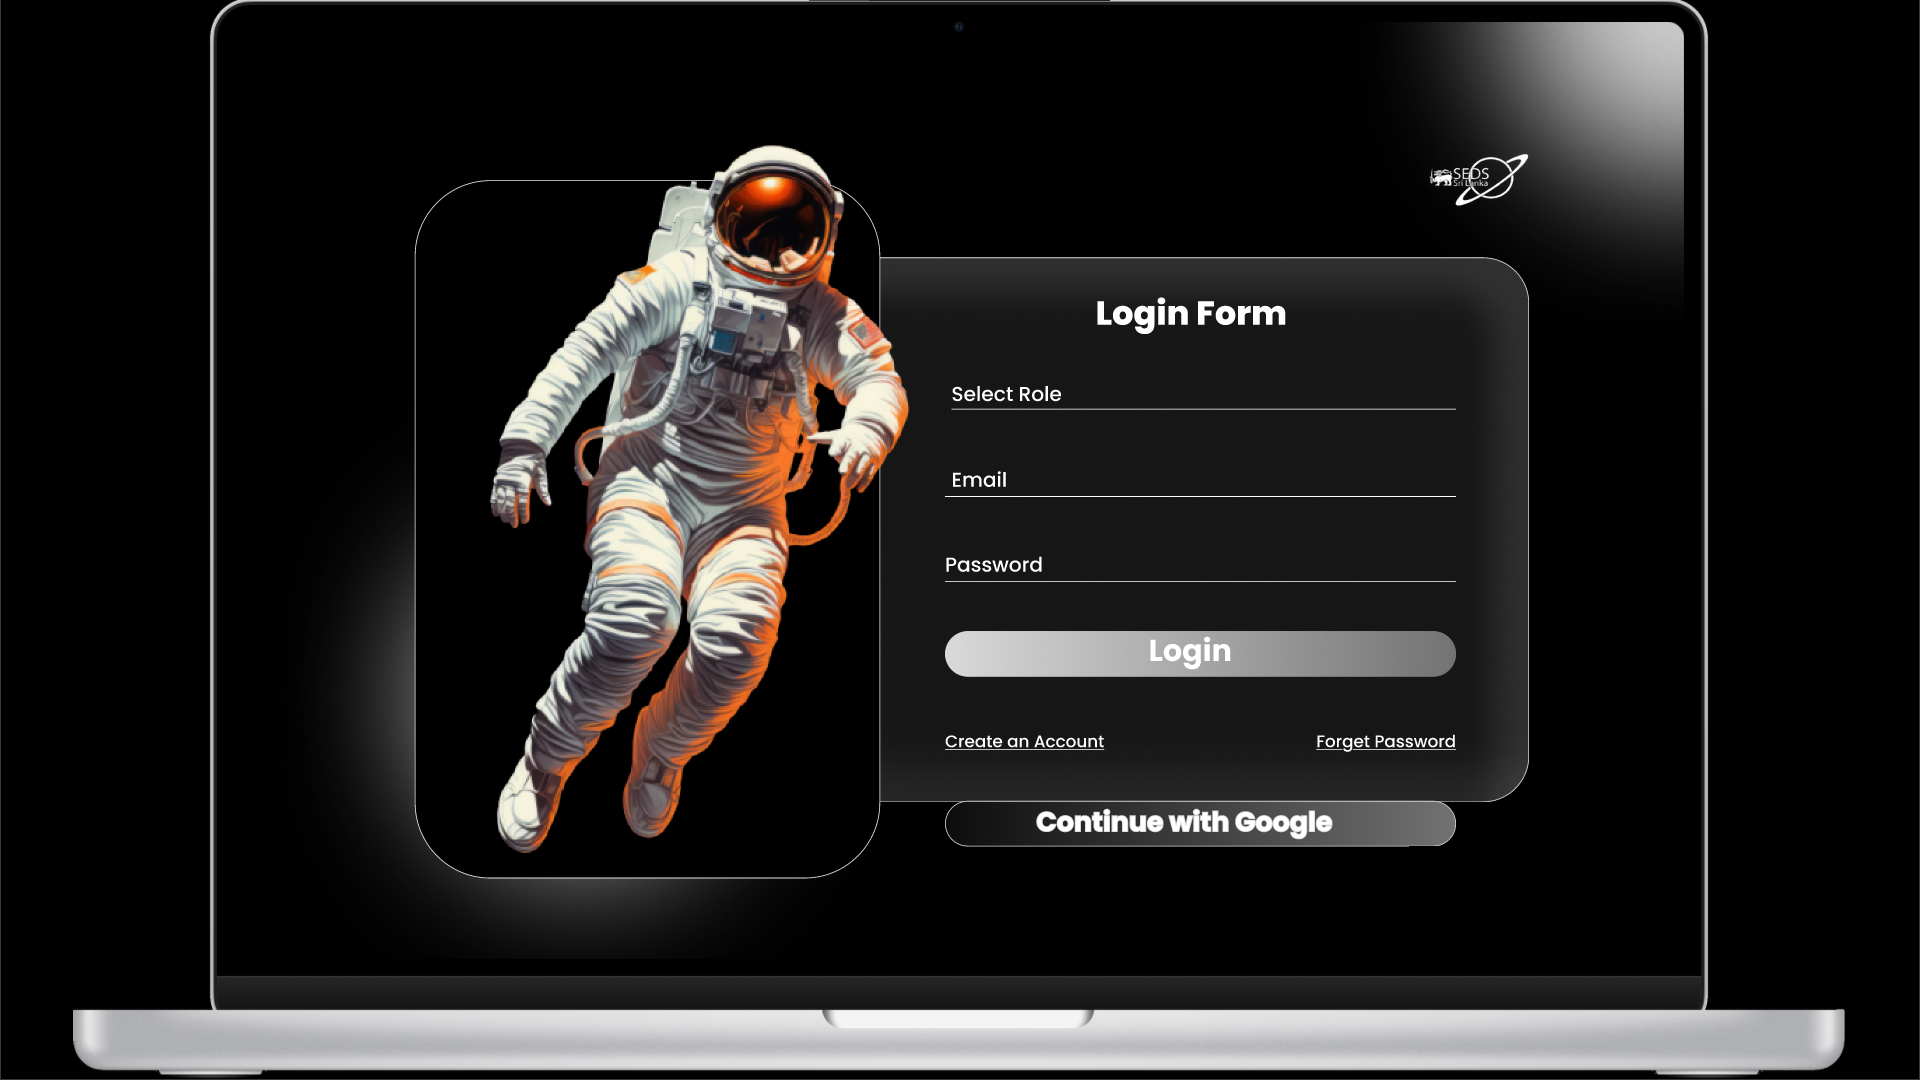 SEDS
Sri Lanka
Login Form
Select Role
Email
Password
Login
Create an Account
Forget Password
Continue with Google